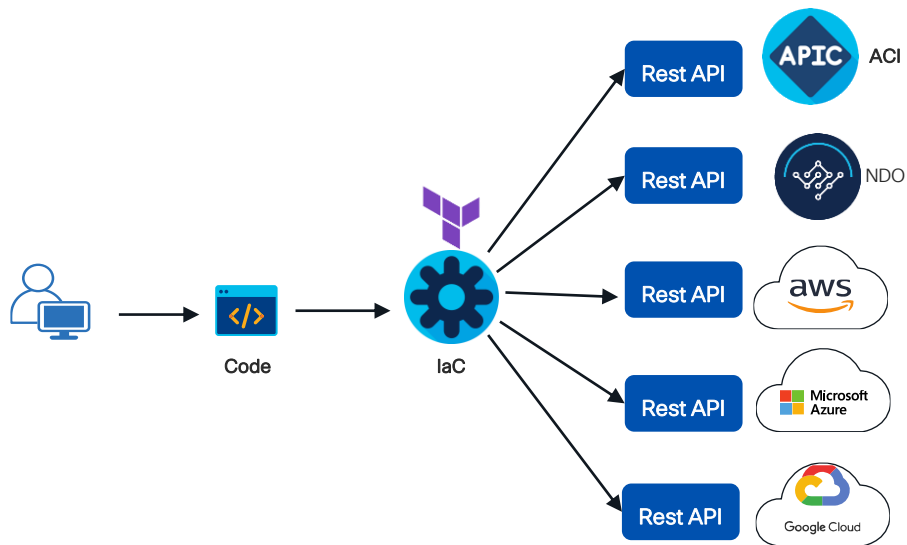 Rest API
APIC
ACI
Rest API
NDO
Rest API
aws
</>
Code
IaC
Rest API
Microsoft
Azure
Rest API
Google Cloud